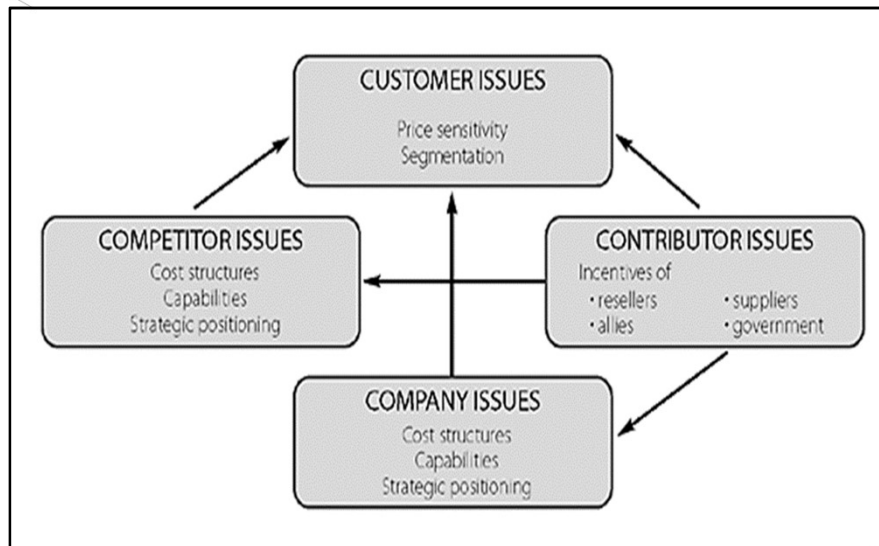 CUSTOMER ISSUES
Price sensitivity
Segmentation
COMPETITOR ISSUES
Cost structures
Capabilities
Strategic positioning
CONTRIBUTOR ISSUES
Incentives of
• resellers • suppliers
• allies • government
COMPANY ISSUES
Cost structures
Capabilities
Strategic positioning